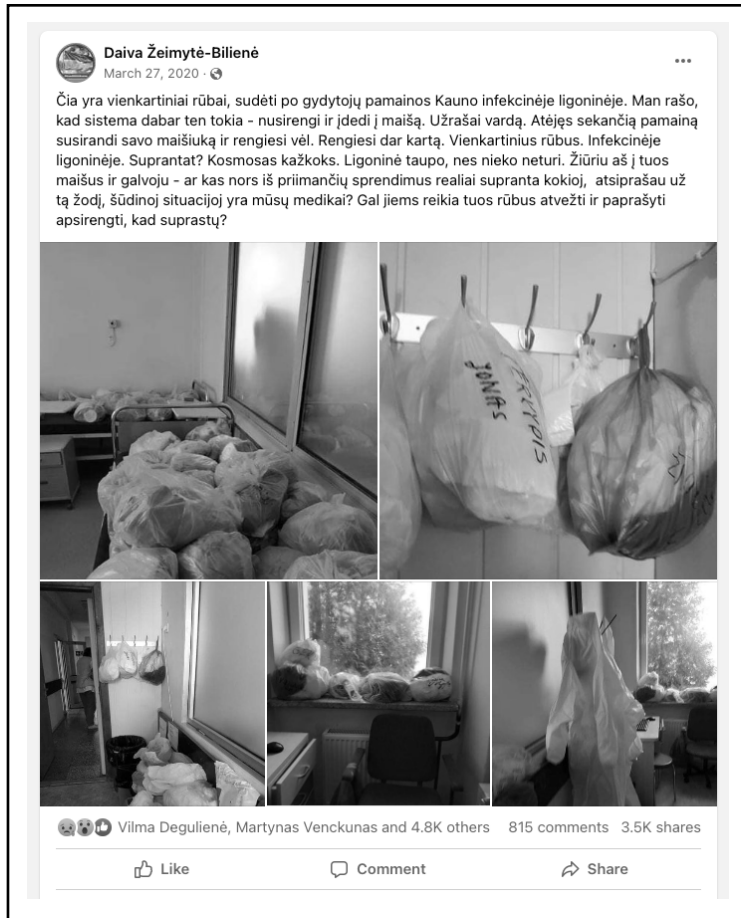 Daiva Žeimytė-Bilienė
March 27, 2020 ·
Čia yra vienkartiniai rūbai, sudėti po gydytojų pamainos Kauno infekcinėje ligoninėje. Man rašo,
kad sistema dabar ten tokia - nusirengi ir įdedi į maišą. Užrašai vardą. Atėjęs sekančią pamainą
susirandi savo maišiuką ir rengiesi vėl. Rengiesi dar kartą. Vienkartinius rūbus. Infekcinėje
ligoninėje. Suprantat? Kosmosas kažkoks. Ligoninė taupo, nes nieko neturi. Žiūriu aš į tuos
maišus ir galvoju - ar kas nors iš priimančių sprendimus realiai supranta kokioj, atsiprašau už
tą žodį, šūdinoj situacijoj yra mūsų medikai? Gal jiems reikia tuos rūbus atvežti ir paprašyti
apsirengti, kad suprastų?
JONAS
Vilma Degulienė, Martynas Venckunas and 4.8K others 815 comments 3.5K shares
Like Comment Share